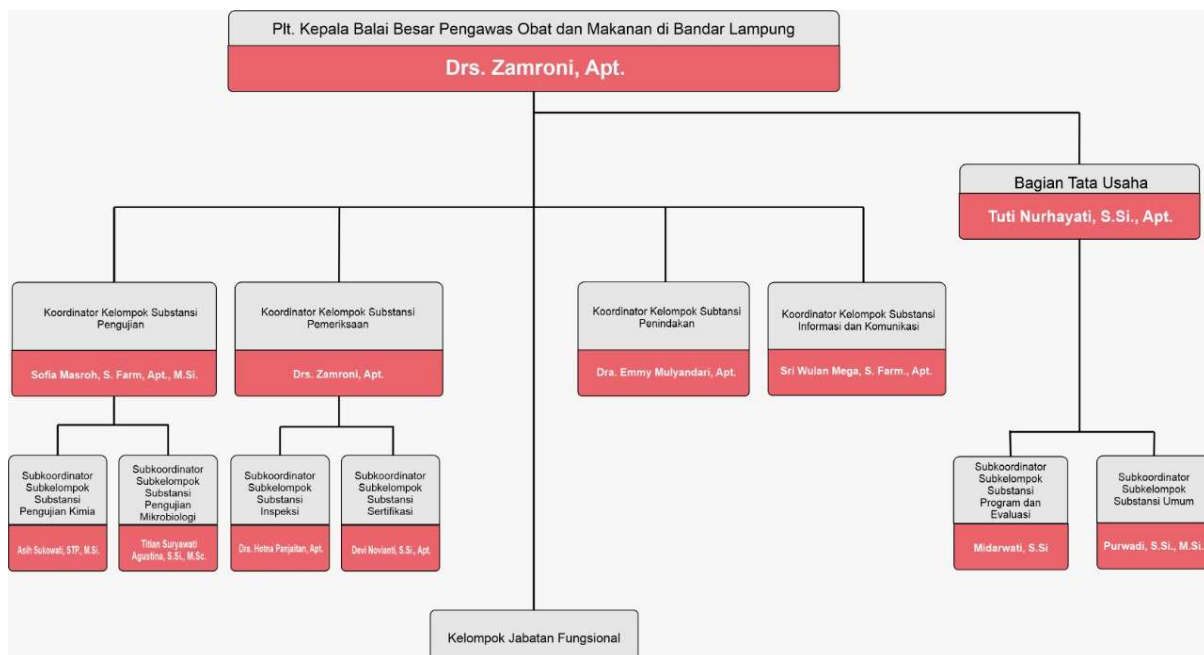 Plt. Kepala Balai Besar Pengawas Obat dan Makanan di Bandar Lampung
Drs. Zamroni, Apt.
Bagian Tata Usaha
Tuti Nurhayati, S.Si., Apt.
Koordinator Kelompok Substansi
Pengujian
Sofia Masroh, S. Farm, Apt., M.Si.
Koordinator Kelompok Substansi
Pemeriksaan
Drs. Zamroni, Apt.
Koordinator Kelompok Subtansi
Penindakan
Dra. Emmy Mulyandari, Apt.
Koordinator Kelompok Substansi
Informasi dan Komunikasi
Sri Wulan Mega, S. Farm., Apt.
Subkoordinator
Subkelompok
Substansi
Pengujian Kimia
Asih Sukowati, STP., M.Si.
Subkoordinator
Subkelompok
Substansi
Pengujian
Mikrobiologi
Titian Suryawati
Agustina, S.Si., M.Sc.
Subkoordinator
Subkelompok
Substansi
Inspeksi
Dra. Hotna Panjaitan, Apt.
Subkoordinator
Subkelompok
Substansi
Sertifikasi
Devi Novianti, S.Si., Apt.
Subkoordinator
Subkelompok
Substansi
Program dan
Evaluasi
Midarwati, S.Si
Subkoordinator
Subkelompok
Substansi Umum
Purwadi, S.Si., M.Si.
Kelompok Jabatan Fungsional